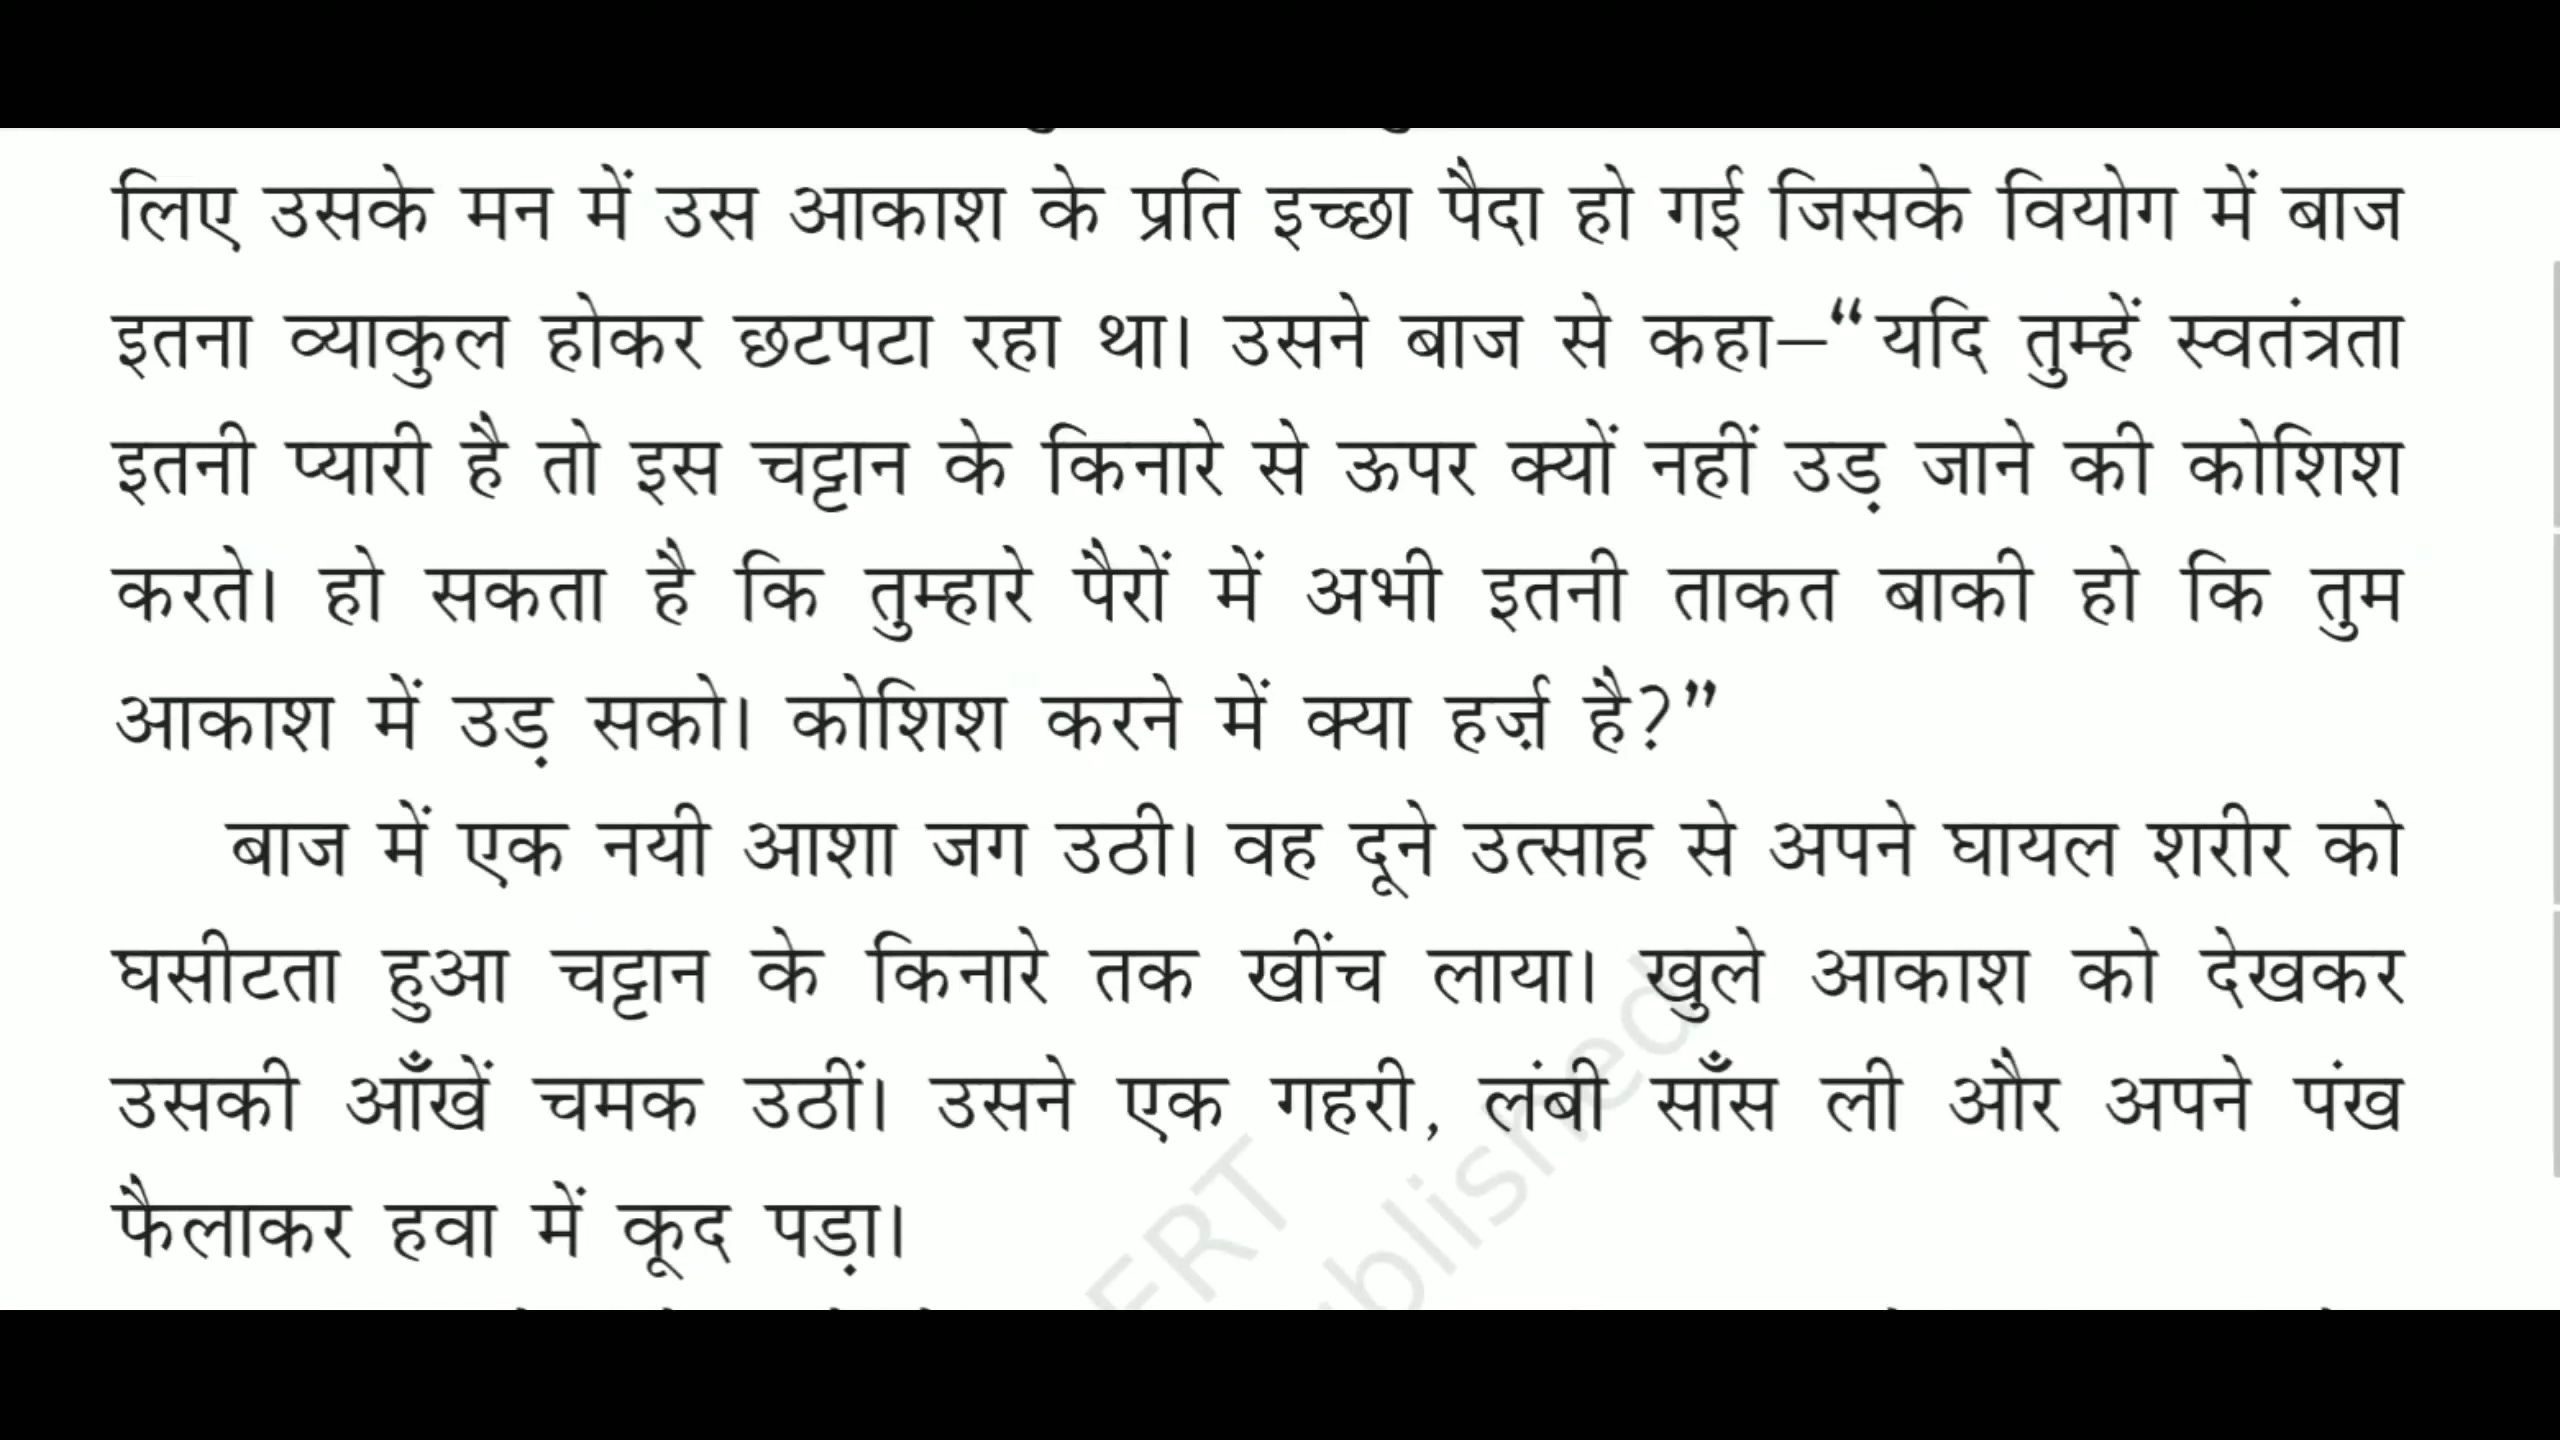 लिए उसके मन में उस आकाश के प्रति इच्छा पैदा हो गई जिसके वियोग में बाज
इतना व्याकुल होकर छटपटा रहा था। उसने बाज से कहा–“यदि तुम्हें स्वतंत्रता
इतनी प्यारी है तो इस चट्टान के किनारे से ऊपर क्यों नहीं उड़ जाने की कोशिश
करते। हो सकता है कि तुम्हारे पैरों में अभी इतनी ताकत बाकी हो कि तुम
आकाश में उड़ सको। कोशिश करने में क्या हर्ज़ है?”
बाज में एक नयी आशा जग उठी। वह दूने उत्साह से अपने घायल शरीर को
घसीटता हुआ चट्टान के किनारे तक खींच लाया। खुले आकाश को देखकर
उसकी आँखें चमक उठीं। उसने एक गहरी, लंबी साँस ली और अपने पंख
फैलाकर हवा में कूद पड़ा।
ERT
blished